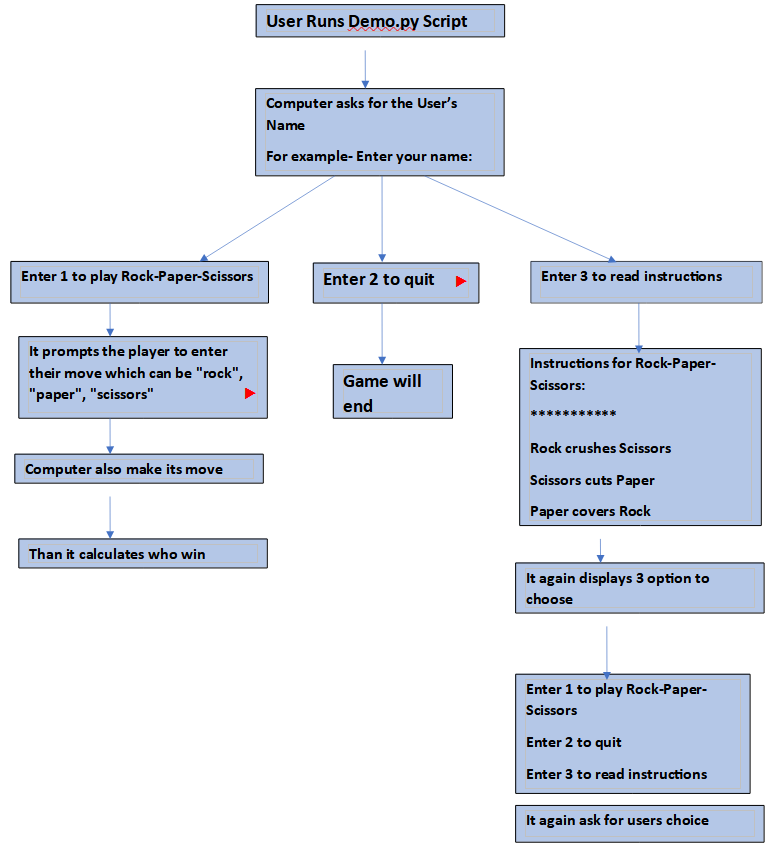 User Runs Demo.py Script
Computer asks for the User’s
Name
For example- Enter your name:
Enter 1 to play Rock-Paper-Scissors
It prompts the player to enter
their move which can be "rock",
"paper", "scissors"
Computer also make its move
Than it calculates who win
Enter 2 to quit
Game will
end
Enter 3 to read instructions
Instructions for Rock-Paper-
Scissors:
***********
Rock crushes Scissors
Scissors cuts Paper
Paper covers Rock
It again displays 3 option to
choose
Enter 1 to play Rock-Paper-
Scissors
Enter 2 to quit
Enter 3 to read instructions
It again ask for users choice